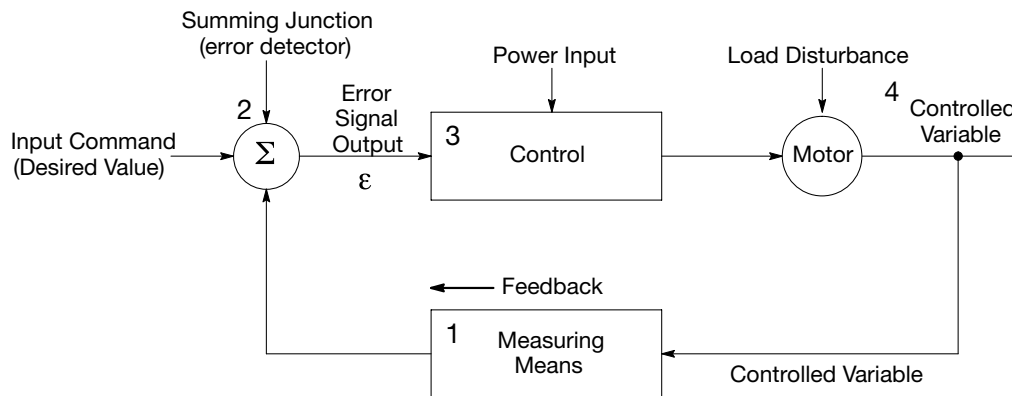 Summing Junction
(error detector)
Power Input
Load Disturbance
2
Error
Signal
Output
ε
4
Controlled
Variable
Input Command
(Desired Value)
Σ
3
Control
Motor
Feedback
1
Measuring
Means
Controlled Variable